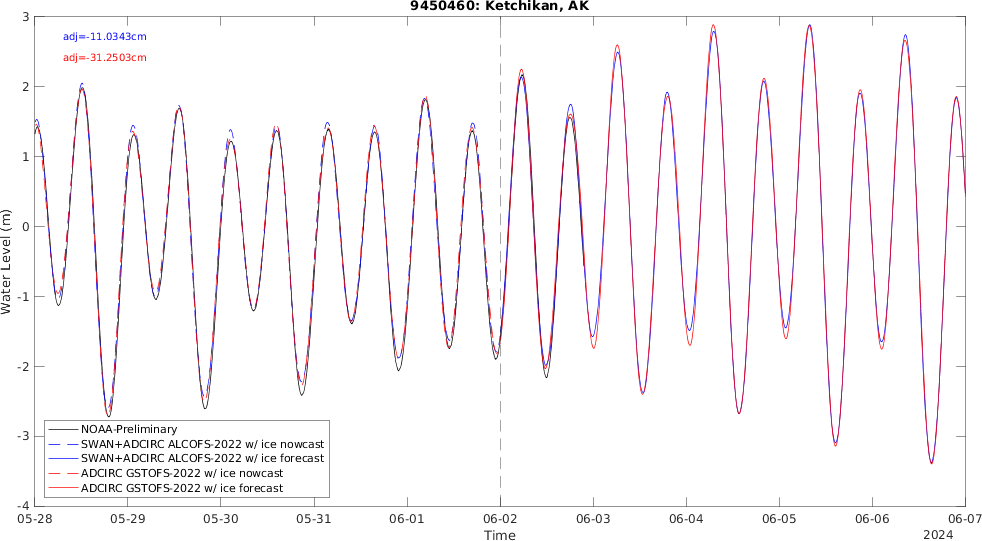 9450460: Ketchikan, AK
adj=-11.0343cm
adj=-31.2503cm
Water Level (m)
3
2
1
0
-1
-2
-3
-4
NOAA-Preliminary
SWAN+ADCIRC ALCOFS-2022 w/ ice nowcast
SWAN+ADCIRC ALCOFS-2022 w/ ice forecast
ADCIRC GSTOFS-2022 w/ ice nowcast
ADCIRC GSTOFS-2022 w/ ice forecast
05-28 05-29 05-30 05-31 06-01 06-02 06-03 06-04 06-05 06-06 06-07
Time
2024